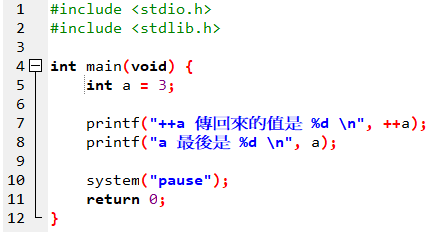 1 #include <stdio.h>
2 #include <stdlib.h>
3
4 int main(void) {
5     int a = 3;
6
7     printf("++a 傳回來的值是 %d \n", ++a);
8     printf("a 最後是 %d \n", a);
9
10     system("pause");
11     return 0;
12 }